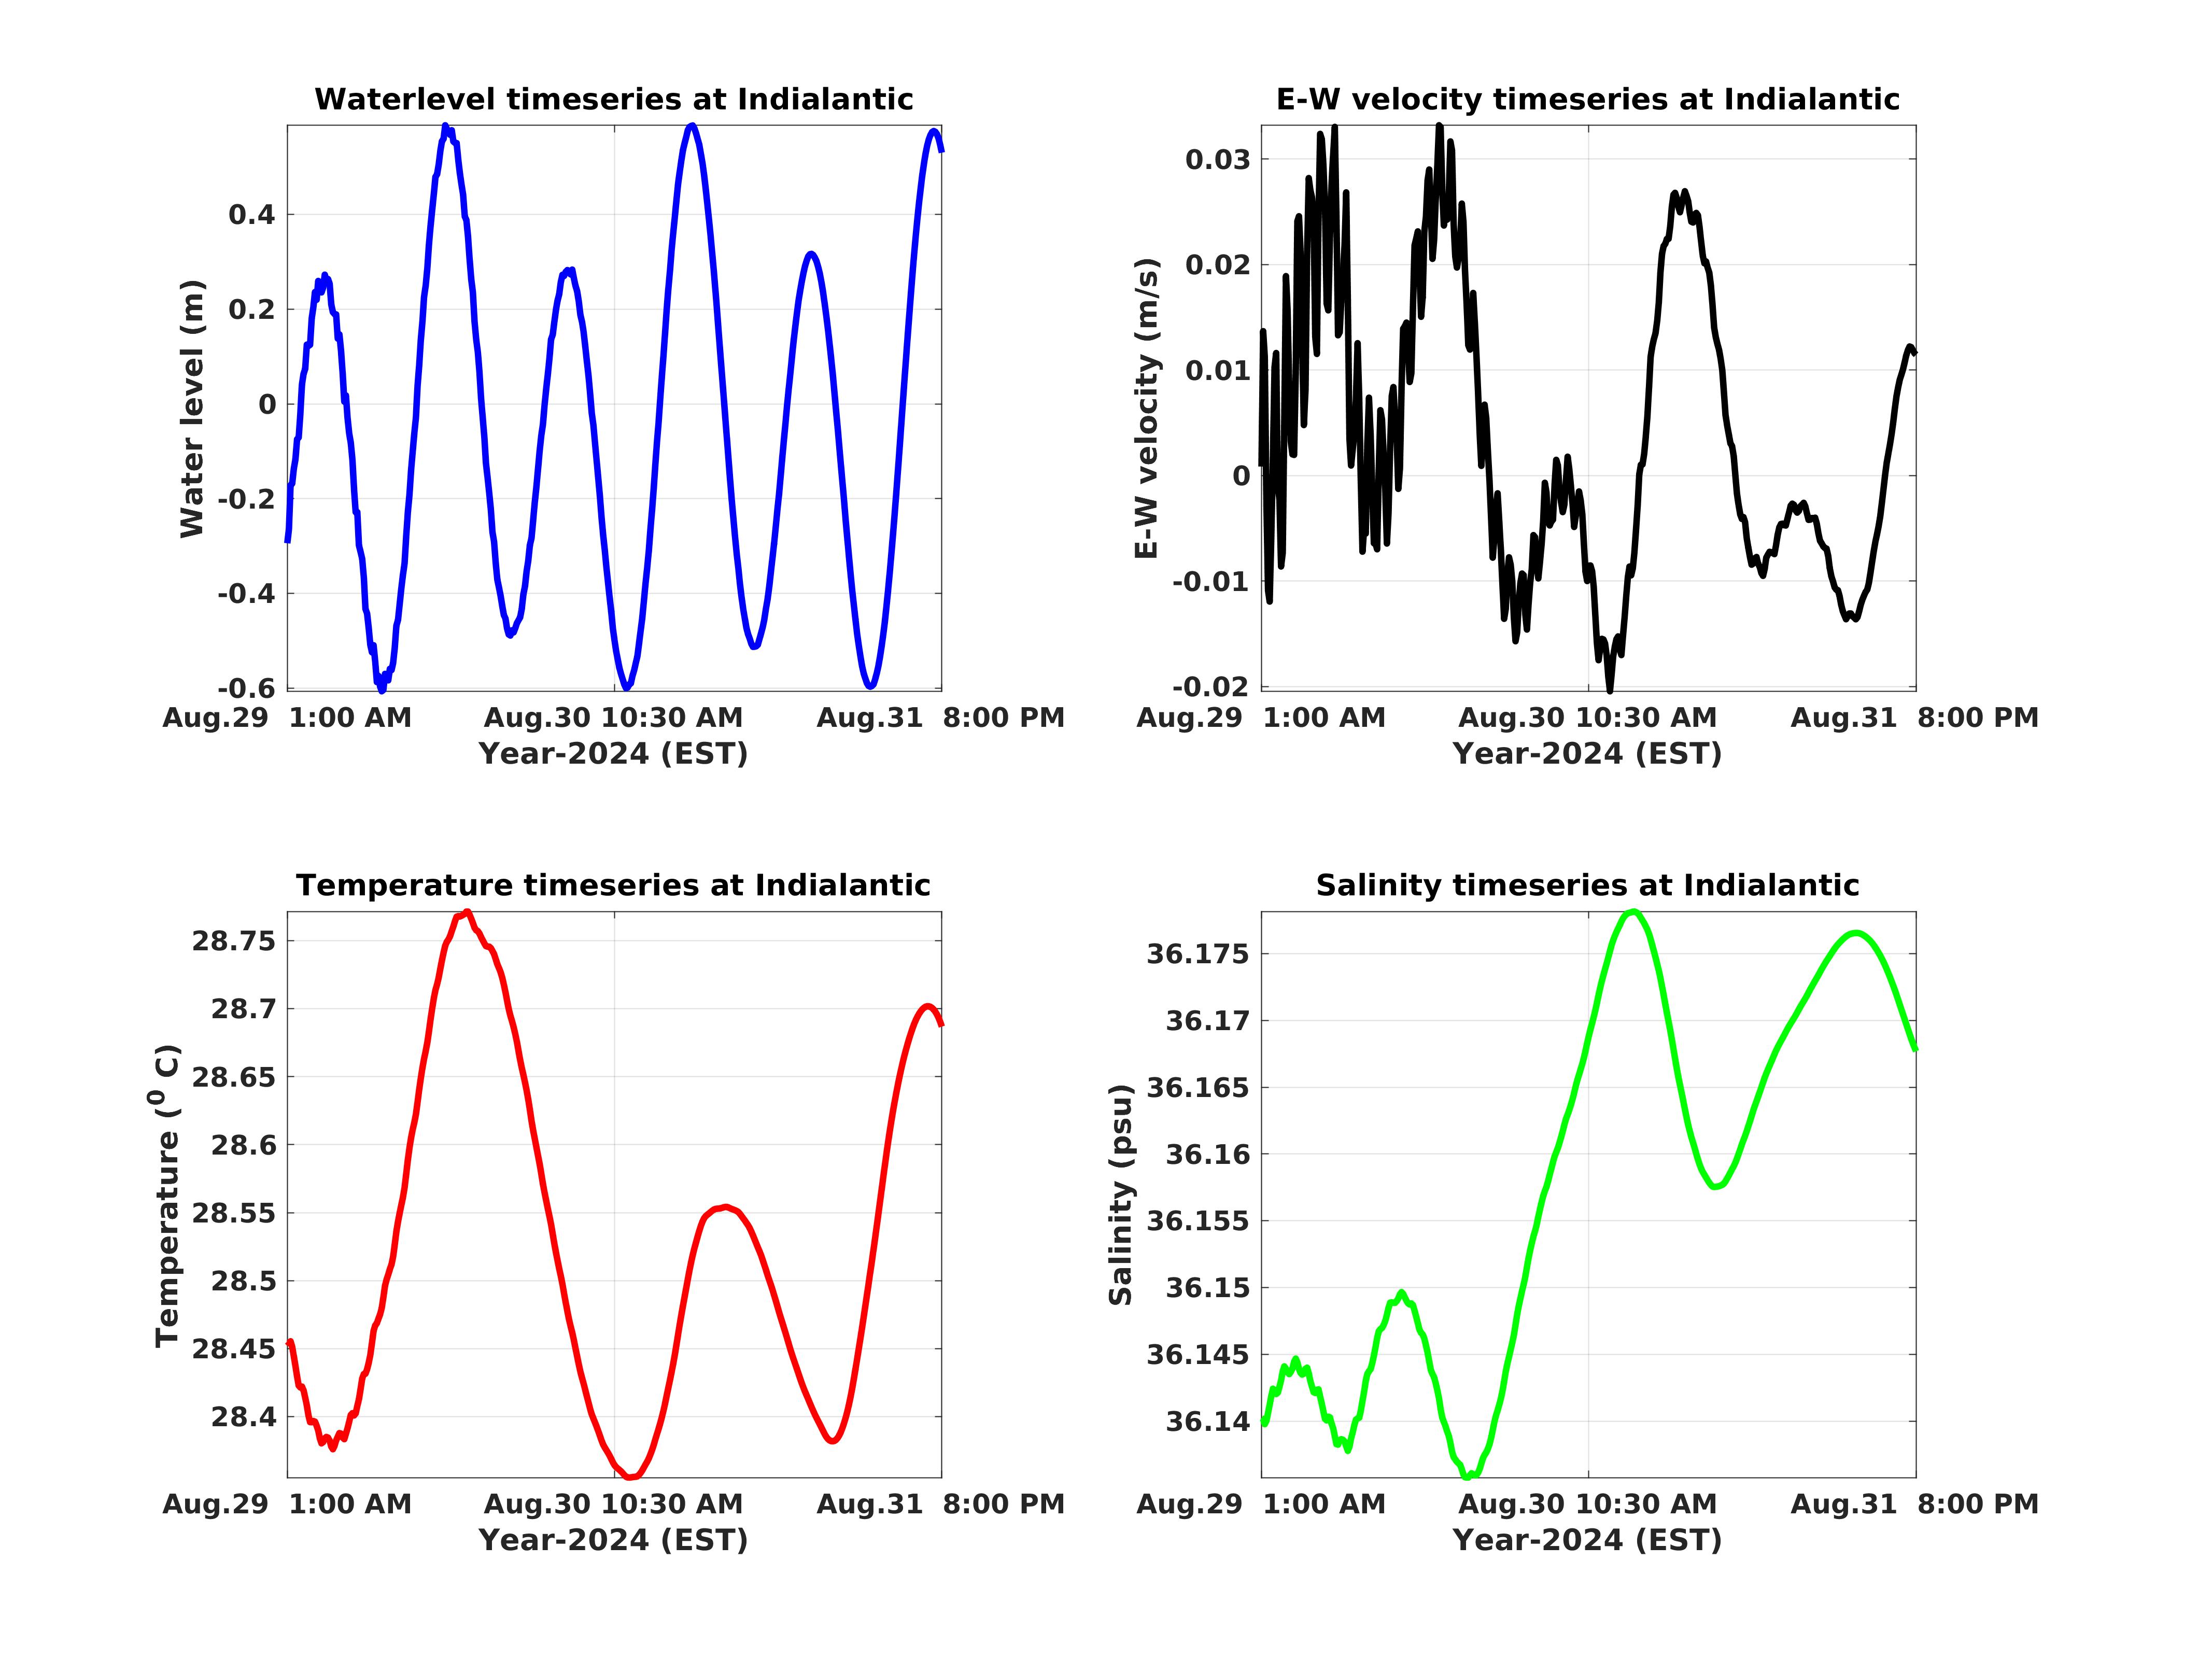 Waterlevel timeseries at Indialantic
0.4
0.2
0
-0.2
-0.4
-0.6
Water level (m)
Aug.29 1:00 AM Aug.30 10:30 AM Aug.31 8:00 PM
Year-2024 (EST)
E-W velocity timeseries at Indialantic
0.03
0.02
0.01
0
-0.01
-0.02
E-W velocity (m/s)
Aug.29 1:00 AM Aug.30 10:30 AM Aug.31 8:00 PM
Year-2024 (EST)
Temperature timeseries at Indialantic
28.75
28.7
28.65
28.6
28.55
28.5
28.45
28.4
Temperature (⁰ C)
Aug.29 1:00 AM Aug.30 10:30 AM Aug.31 8:00 PM
Year-2024 (EST)
Salinity timeseries at Indialantic
36.175
36.17
36.165
36.16
36.155
36.15
36.145
36.14
Salinity (psu)
Aug.29 1:00 AM Aug.30 10:30 AM Aug.31 8:00 PM
Year-2024 (EST)